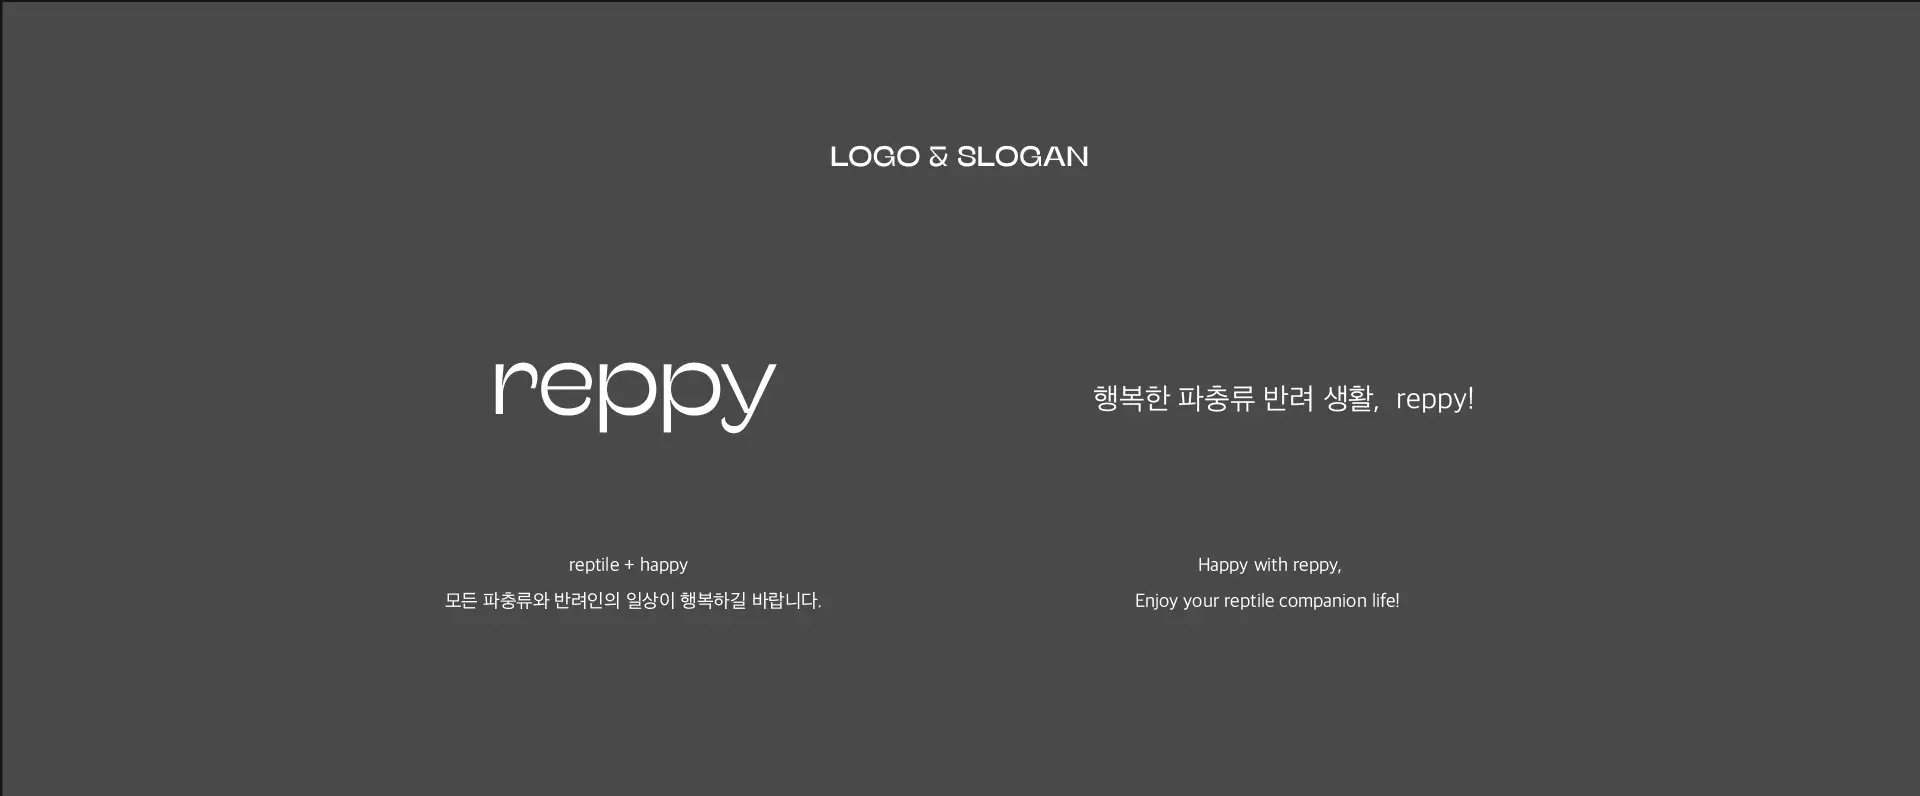 LOGO & SLOGAN
reppy
행복한 파충류 반려 생활, reppy!
reptile + happy
모든 파충류와 반려인의 일상이 행복하길 바랍니다.
Happy with reppy,
Enjoy your reptile companion life!